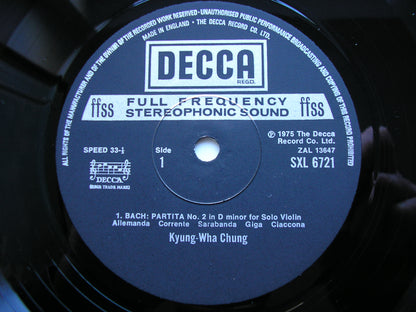 ALL RIGHTS OF THE MANUFACTURER AND OF THE OWNER OF THE RECORDED WORK RESERVED-UNAUTHORISED PUBLIC PERFORMANCE BROADCASTING AND COPYING OF THIS RECORD PROHIBITED
MADE IN ENGLAND, ℗ THE DECCA RECORD CO. LTD.
DECCA
REGD.
ffss FULL FREQUENCY ffss
STEREOPHONIC SOUND
SPEED 33-⅓
Side
1
℗ 1975 The Decca
Record Co. Ltd.
ZAL 13647
SXL 6721
DECCA
1. BACH: PARTITA No. 2 in D minor for Solo Violin
Allemanda Corrente Sarabanda Giga Ciaccona
Kyung-Wha Chung